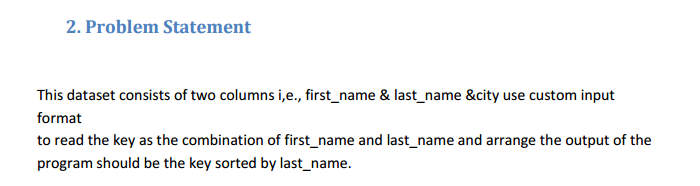 2. Problem Statement
This dataset consists of two columns i,e., first_name & last_name &city use custom input
format
to read the key as the combination of first_name and last_name and arrange the output of the
program should be the key sorted by last_name.